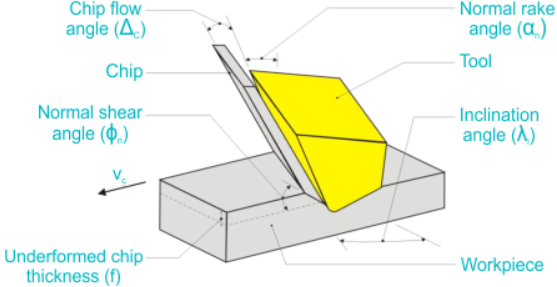 Chip flow
angle (Δc)
Chip
Normal shear
angle (ϕn)
vc
Underformed chip
thickness (f)
Normal rake
angle (αn)
Tool
Inclination
angle (λs)
Workpiece